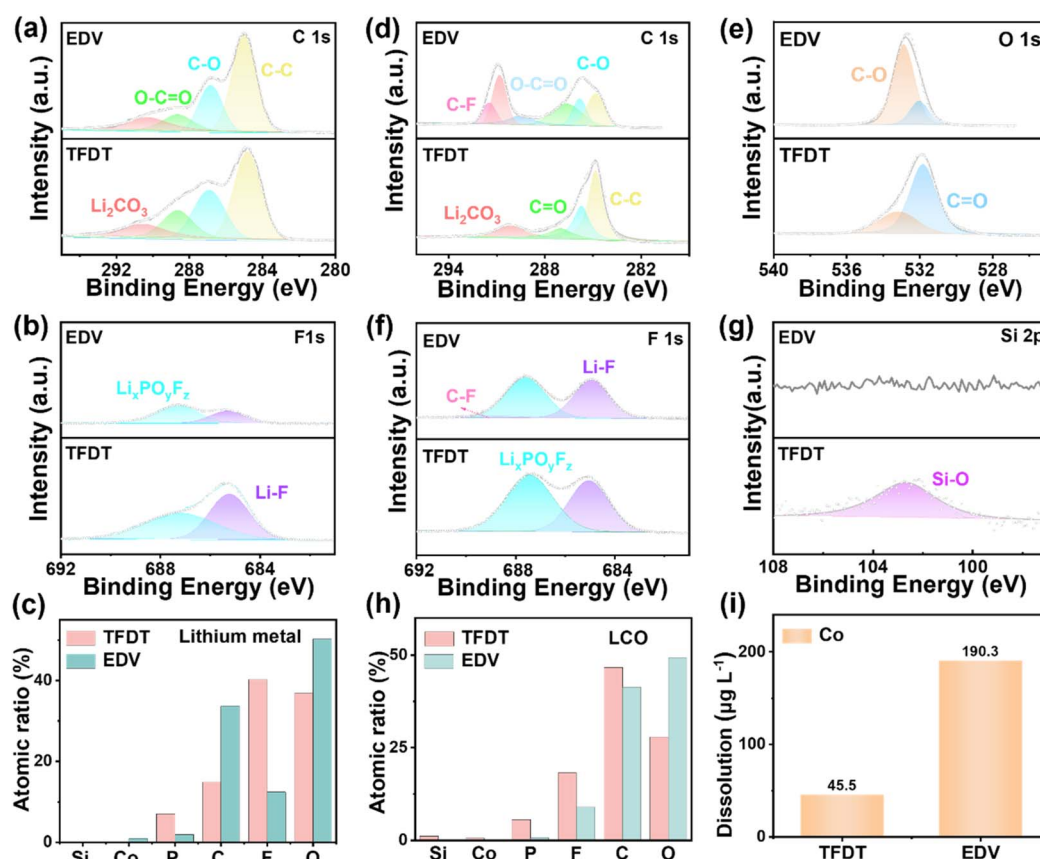 (a)
EDV
C 1s
C-O
C-C
O-C=O
Intensity (a.u.)
TFDT
Li₂CO₃
292
288
284
280
Binding Energy (eV)
(d)
EDV
C 1s
C-O
O-C=O
C-F
Intensity (a.u.)
TFDT
Li₂CO₃
C=O
C-C
294
288
282
Binding Energy (eV)
(e)
EDV
O 1s
C-O
Intensity (a.u.)
TFDT
C=O
540
536
532
528
Binding Energy (eV)
(b)
EDV
F1s
LiₓPOᵧF_z
Intensity (a.u.)
TFDT
Li-F
692
688
684
Binding Energy (eV)
(f)
EDV
F 1s
Li-F
C-F
Intensity (a.u.)
TFDT
LiₓPOᵧF_z
692
688
684
Binding Energy (eV)
(g)
EDV
Si 2p
Intensity(a.u.)
TFDT
Si-O
108
104
100
Binding Energy (eV)
(c)
TFDT
EDV
Lithium metal
Atomic ratio (%)
40
20
0
Si Co P C F O
(h)
TFDT
EDV
LCO
Atomic ratio (%)
50
25
0
Si Co P F C O
(i)
Co
190.3
45.5
Dissolution (μg L⁻¹)
200
100
0
TFDT EDV